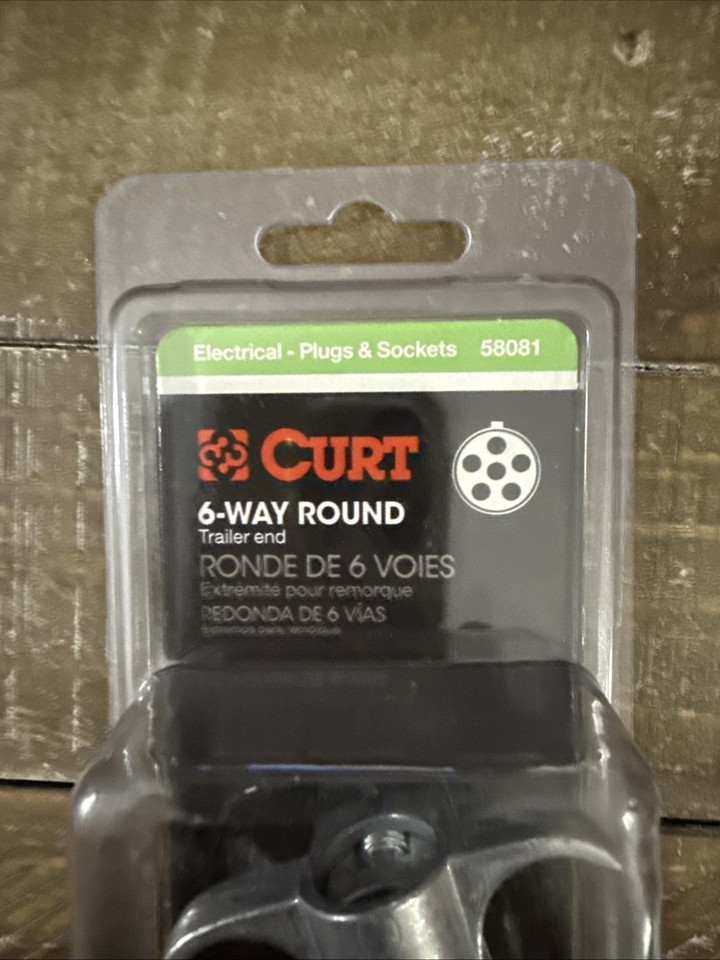 Electrical - Plugs & Sockets 58081
CURT
6-WAY ROUND
Trailer end
RONDE DE 6 VOIES
Extrémité pour remorque
REDONDA DE 6 VÍAS